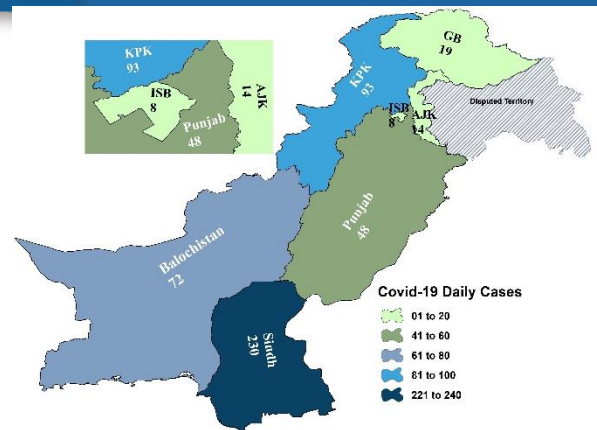 KPK
93
ISB
8
Punjab
48
AJK
14
GB
19
KPK
93
ISB
8
AJK
14
Disputed Territory
Punjab
48
Balochistan
72
Sindh
230
Covid-19 Daily Cases
01 to 20
41 to 60
61 to 80
81 to 100
221 to 240